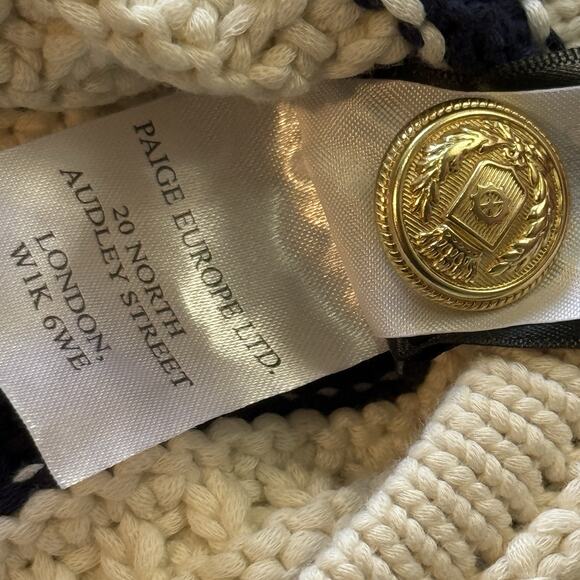 PAIGE EUROPE LTD.
20 NORTH
AUDLEY STREET
LONDON,
W1K 6WE